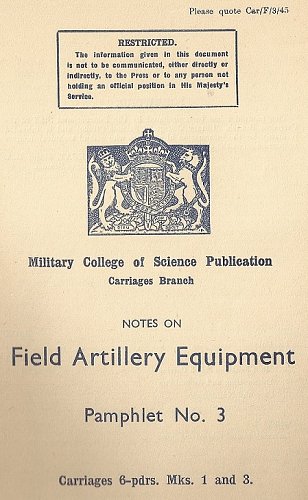 Please quote Car/F/3/45
RESTRICTED.
The information given in this document
is not to be communicated, either directly or
indirectly, to the Press or to any person not
holding an official position in His Majesty's
Service.
Military College of Science Publication
Carriages Branch
NOTES ON
Field Artillery Equipment
Pamphlet No. 3
Carriages 6-pdrs. Mks. 1 and 3.